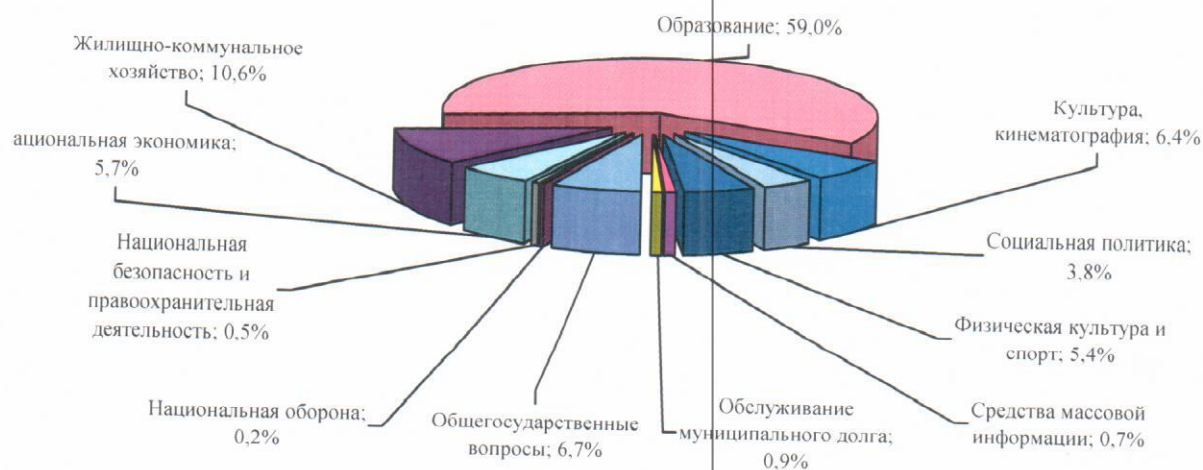 Образование; 59,0%
Жилищно-коммунальное
хозяйство; 10,6%
Культура,
кинематография; 6,4%
ациональная экономика;
5,7%
Социальная политика;
3,8%
Национальная
безопасность и
правоохранительная
деятельность; 0,5%
Физическая культура и
спорт; 5,4%
Национальная оборона;
0,2%
Общегосударственные
вопросы; 6,7%
Обслуживание
муниципального долга;
0,9%
Средства массовой
информации; 0,7%